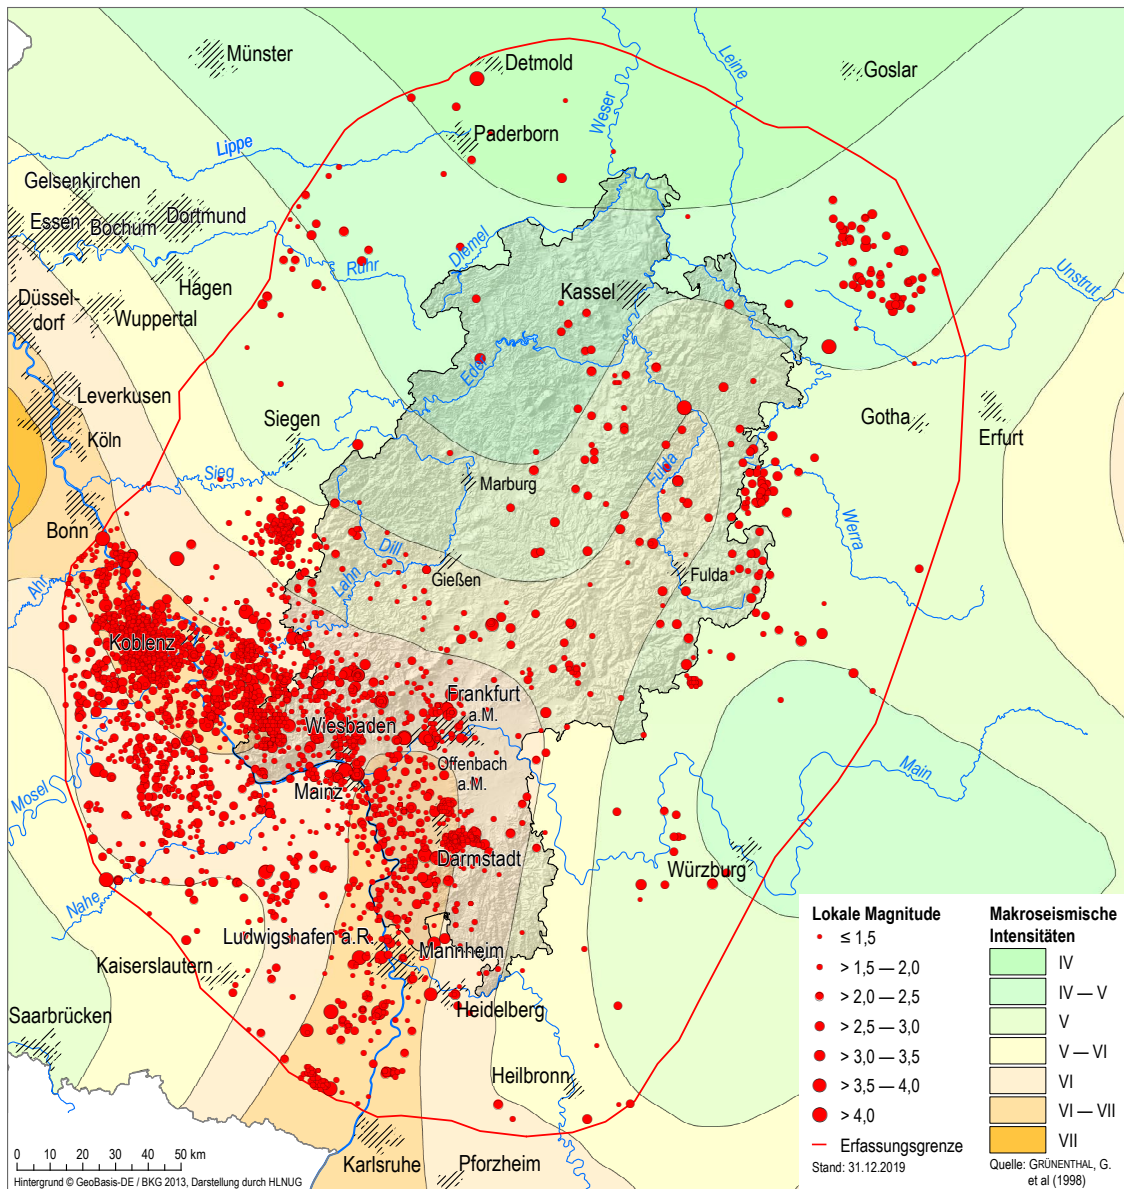 Münster
Detmold
Goslar
Leine
Weser
Paderborn
Lippe
Gelsenkirchen
Essen
Bochum
Dortmund
Diemel
Ruhr
Hagen
Unstrut
Kassel
Düssel-
dorf
Wuppertal
Eder
Leverkusen
Siegen
Gotha
Erfurt
Köln
Sieg
Marburg
Fulda
Bonn
Werra
Dill
Ahr
Lahn
Gießen
Fulda
Koblenz
Frankfurt
a.M.
Wiesbaden
Offenbach
a.M.
Main
Mosel
Mainz
Darmstadt
Würzburg
Nahe
Ludwigshafen a.R.
Mannheim
Kaiserslautern
Heidelberg
Saarbrücken
Heilbronn
Karlsruhe
Pforzheim
Lokale Magnitude
≤ 1,5
> 1,5 — 2,0
> 2,0 — 2,5
> 2,5 — 3,0
> 3,0 — 3,5
> 3,5 — 4,0
> 4,0
Erfassungsgrenze
Stand: 31.12.2019
Makroseismische
Intensitäten
IV
IV — V
V
V — VI
VI
VI — VII
VII
Quelle: GRÜNENTHAL, G.
et al (1998)
0 10 20 30 40 50 km
Hintergrund © GeoBasis-DE / BKG 2013, Darstellung durch HLNUG